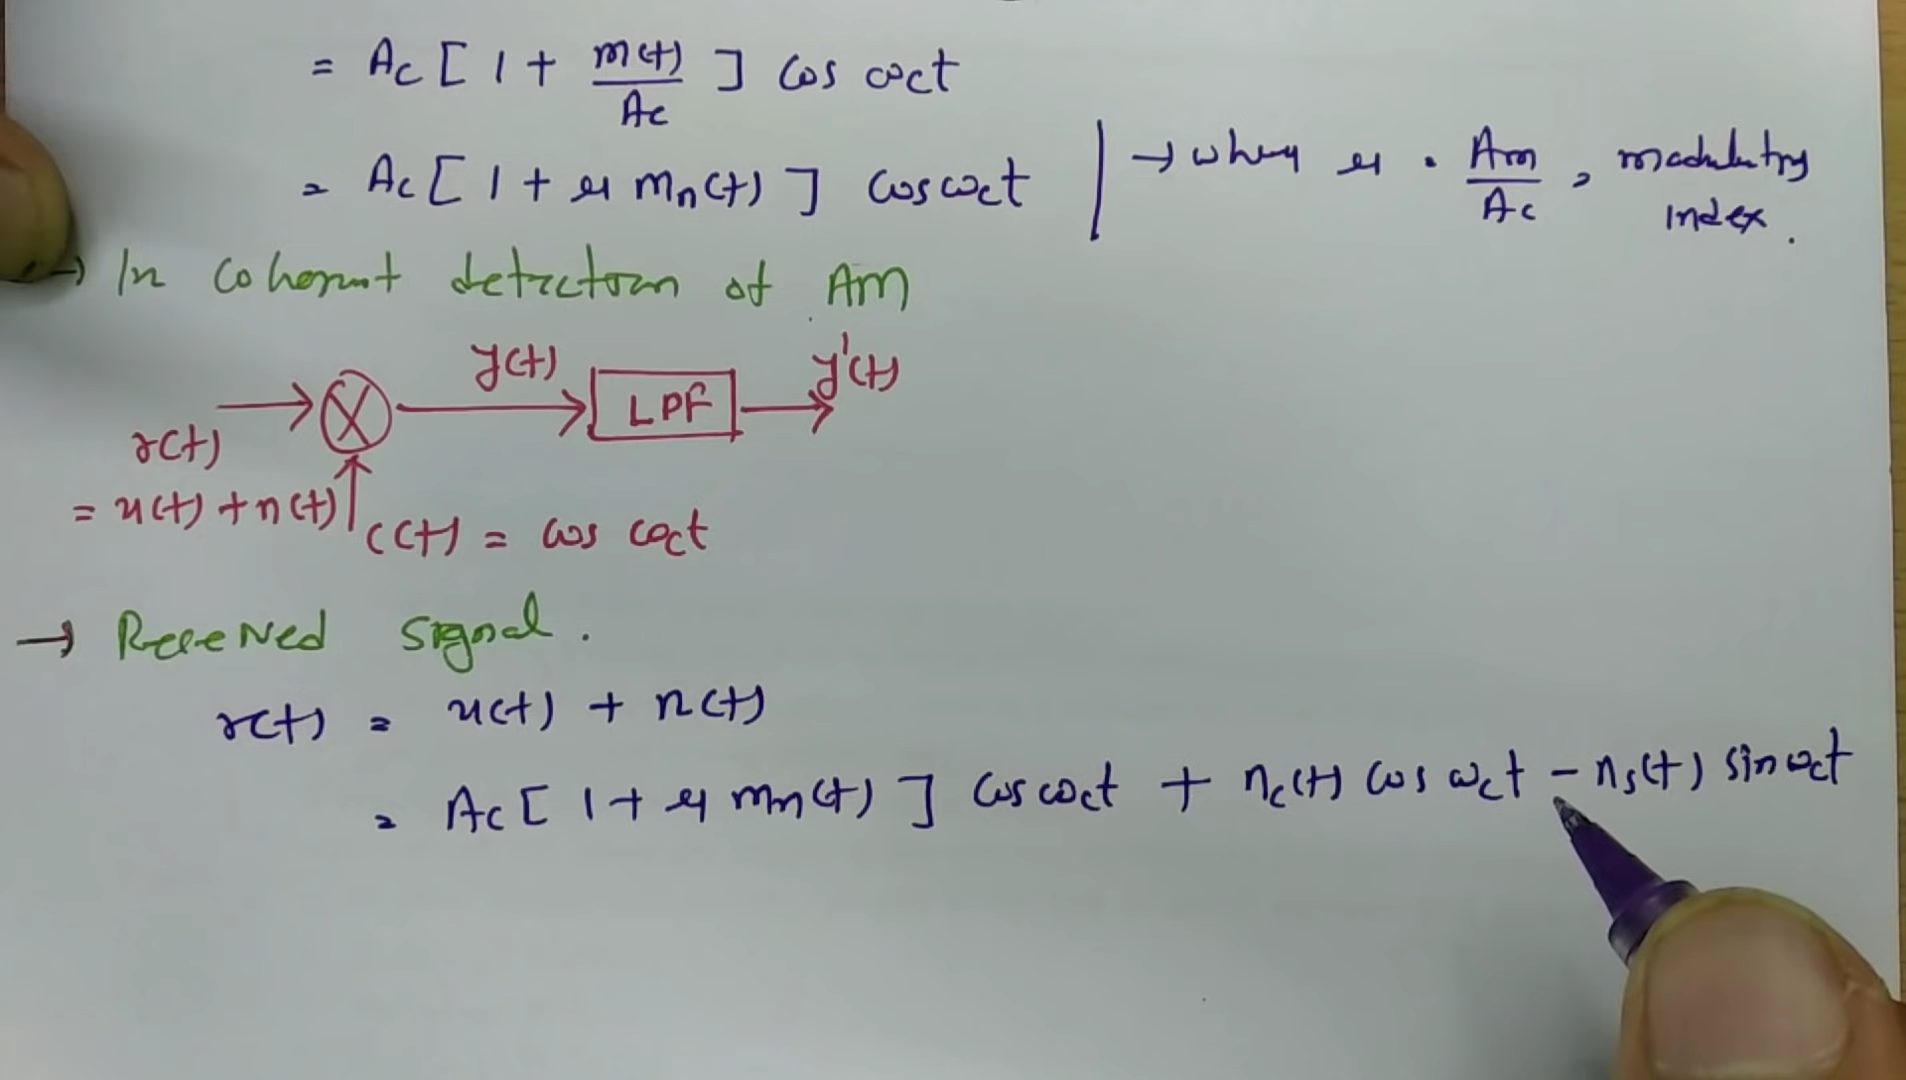 = Ac [ 1 + m(t)/Ac ] cos ωct
= Ac [ 1 + μ mn(t) ] cos ωct | → where μ = Am/Ac = modulating index.
→ In coherent detection of AM
y(t) y'(t)
→ X → LPF →
r(t)
= u(t) + n(t) c(t) = cos ωct
→ Received signal.
r(t) = u(t) + n(t)
= Ac [ 1 + μ mn(t) ] cos ωct + nc(t) cos ωct - ns(t) sin ωct